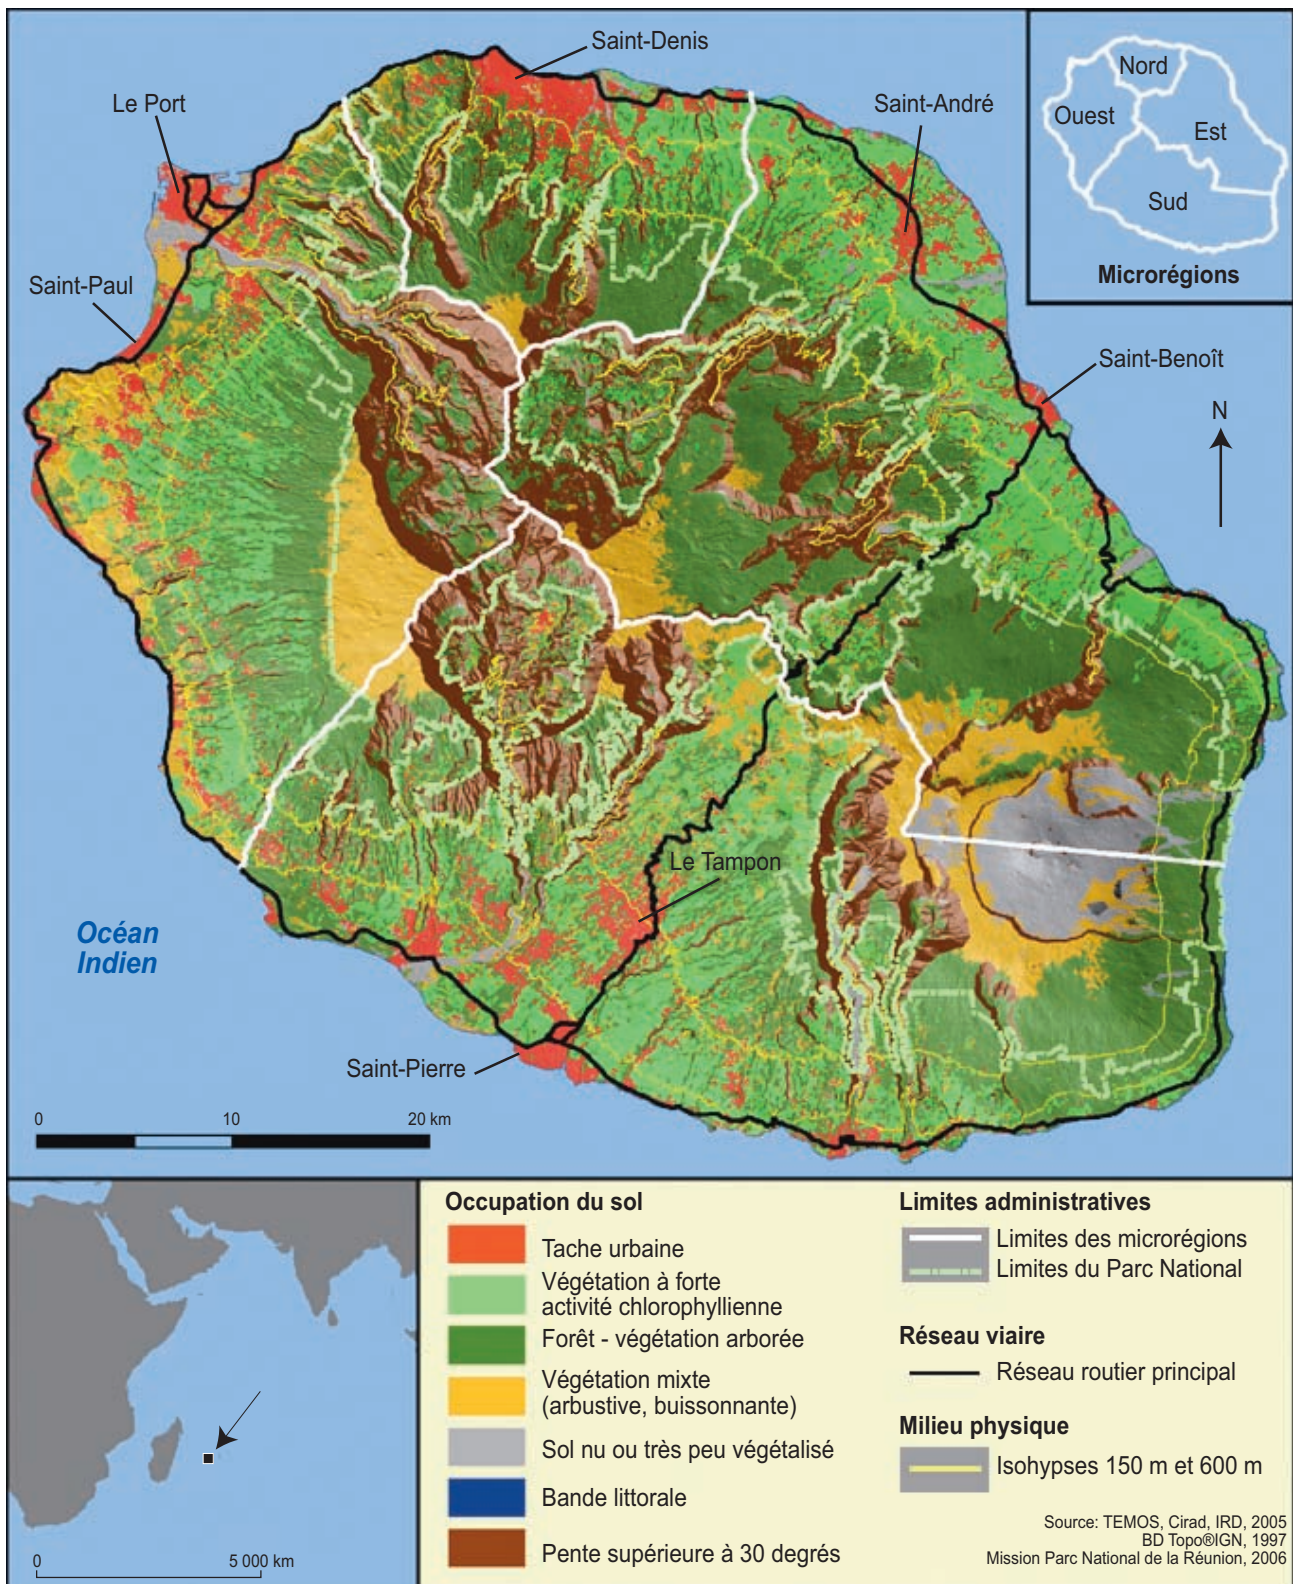 Saint-Denis
Le Port
Saint-André
Saint-Paul
Saint-Benoît
N
Le Tampon
Saint-Pierre
Océan
Indien
0 10 20 km
Nord
Ouest
Est
Sud
Microrégions
0 5 000 km
Occupation du sol
Tache urbaine
Végétation à forte
activité chlorophyllienne
Forêt - végétation arborée
Végétation mixte
(arbustive, buissonnante)
Sol nu ou très peu végétalisé
Bande littorale
Pente supérieure à 30 degrés
Limites administratives
Limites des microrégions
Limites du Parc National
Réseau viaire
Réseau routier principal
Milieu physique
Isohypses 150 m et 600 m
Source: TEMOS, Cirad, IRD, 2005
BD Topo®IGN, 1997
Mission Parc National de la Réunion, 2006